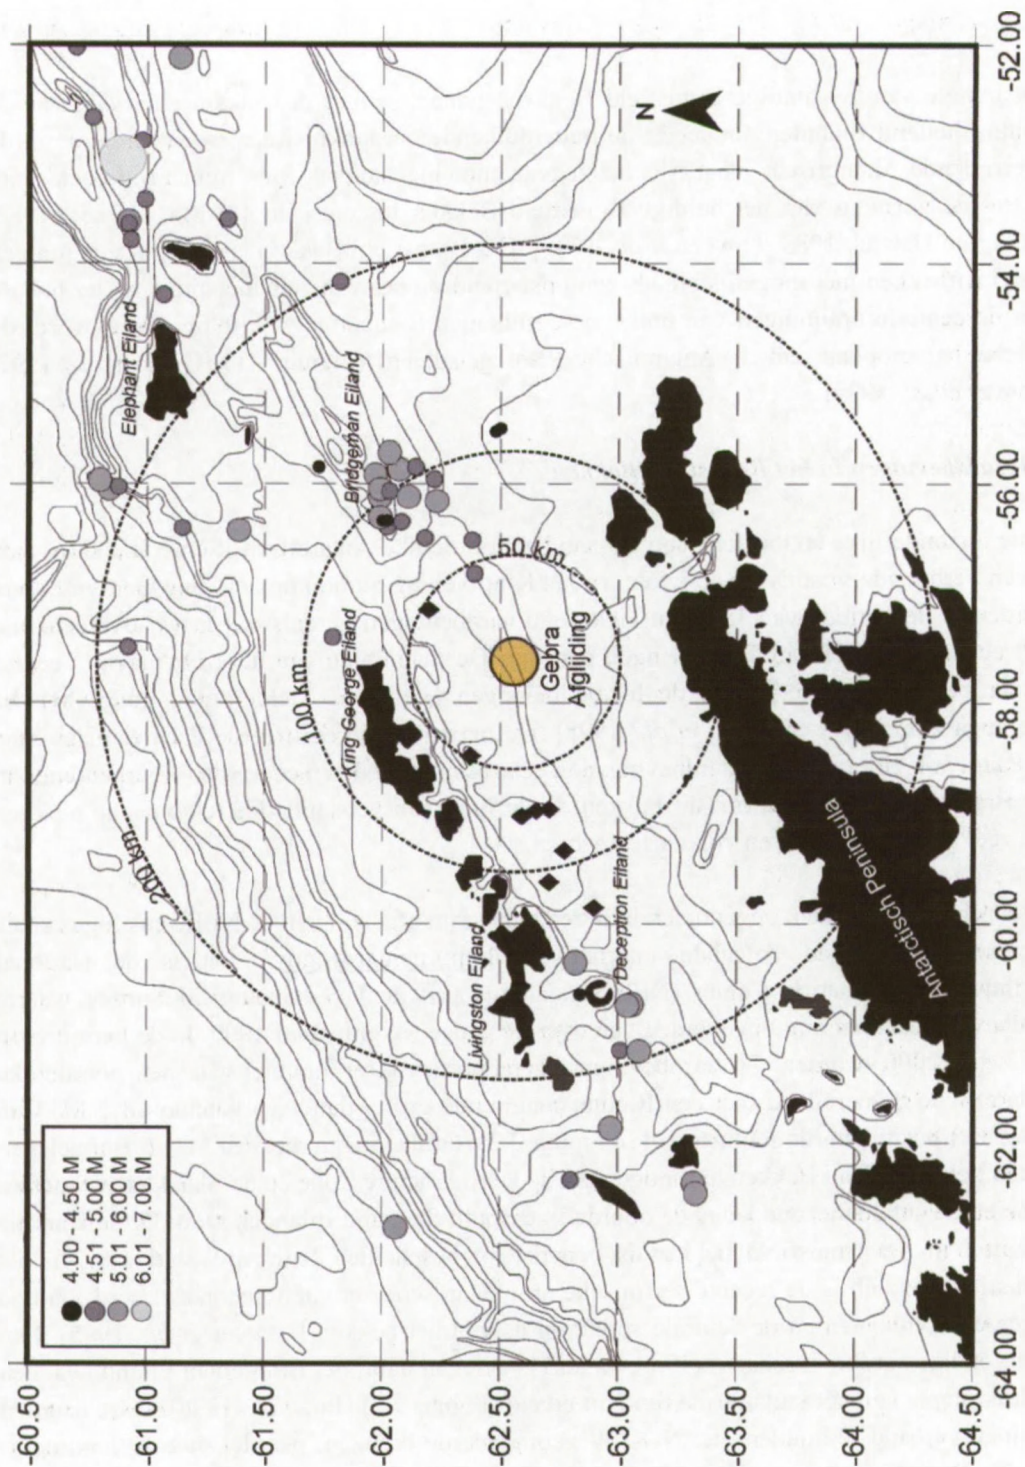 4.00 - 4.50 M
4.51 - 5.00 M
5.01 - 6.00 M
6.01 - 7.00 M
200 km
100 km
50 km
Elephant Eiland
Bridgeman Eiland
King George Eiland
Livingston Eiland
Deception Eiland
Gebra
Afglijding
Antarctisch Peninsula
N
-61.00
-61.50
-62.00
-62.50
-63.00
-63.50
-64.00
-64.50
-64.00
-62.00
-60.00
-58.00
-56.00
-54.00
-52.00